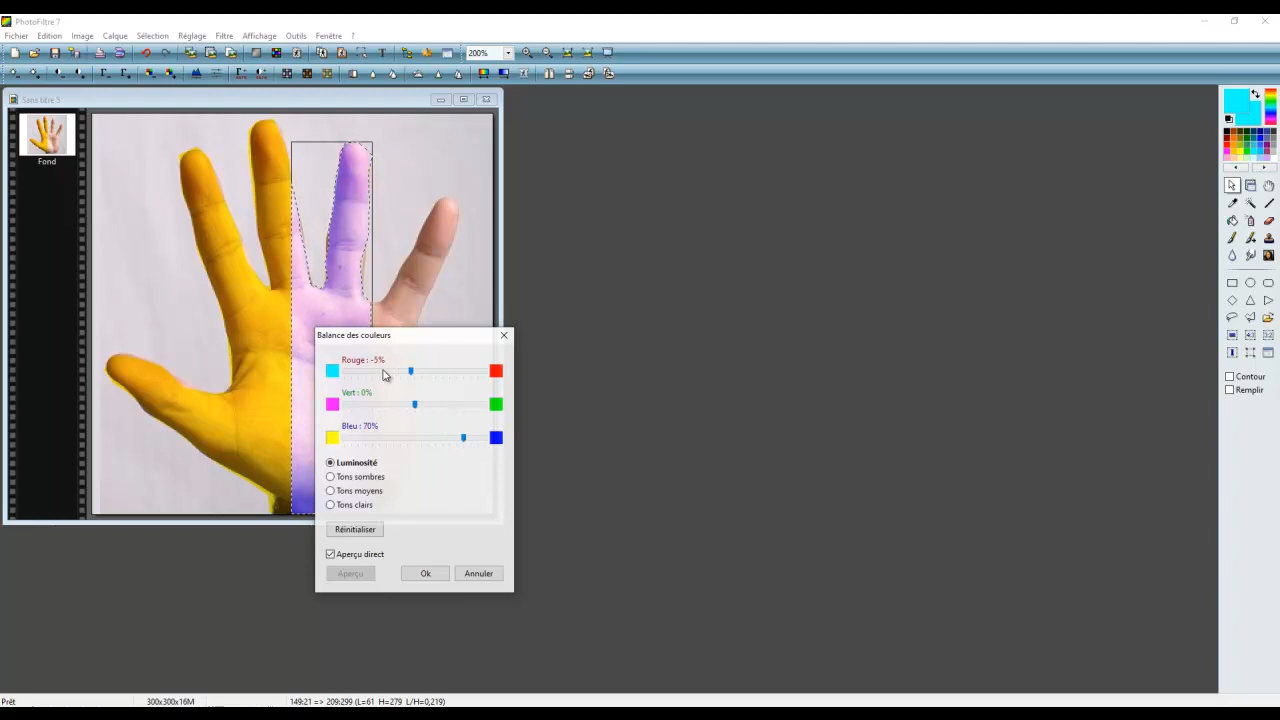 PhotoFiltre 7
Fichier Edition Image Calque Sélection Réglage Filtre Affichage Outils Fenêtre ?
200%
Sans titre 5
Fond
Balance des couleurs
Rouge : -5%
Vert : 0%
Bleu : 70%
Luminosité
Tons sombres
Tons moyens
Tons clairs
Réinitialiser
Aperçu direct
Aperçu Ok Annuler
Contour
Remplir
Prêt 300x300x16M 149:21 => 209:299 (L=61 H=279 L/H=0,219)